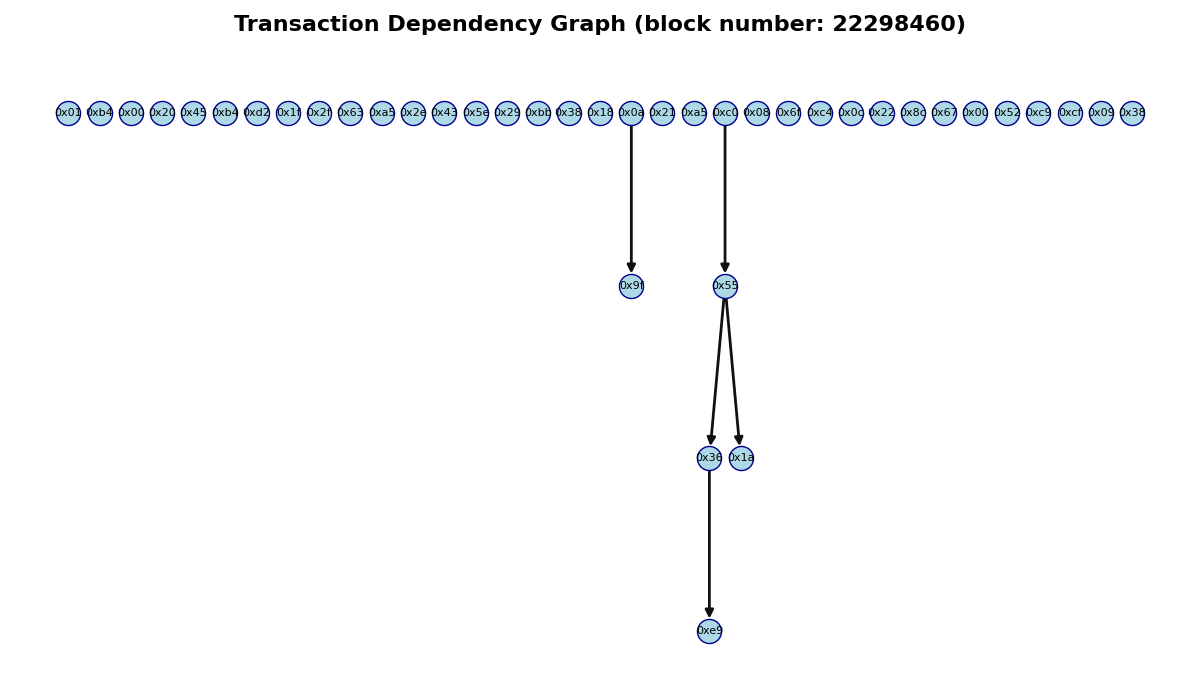 Transaction Dependency Graph (block number: 22298460)
0x01 0xb4 0x00 0x20 0x45 0xb4 0xd2 0x1f 0x2f 0x63 0xa5 0x2e 0x43 0x5e 0x29 0xbb 0x38 0x18 0x0a 0x21 0xa5 0xc0 0x08 0x6f 0xc4 0x0c 0x22 0x8c 0x67 0x00 0x52 0xc9 0xcf 0x09 0x38
0x9f 0x55
0x36 0x1a
0xe9